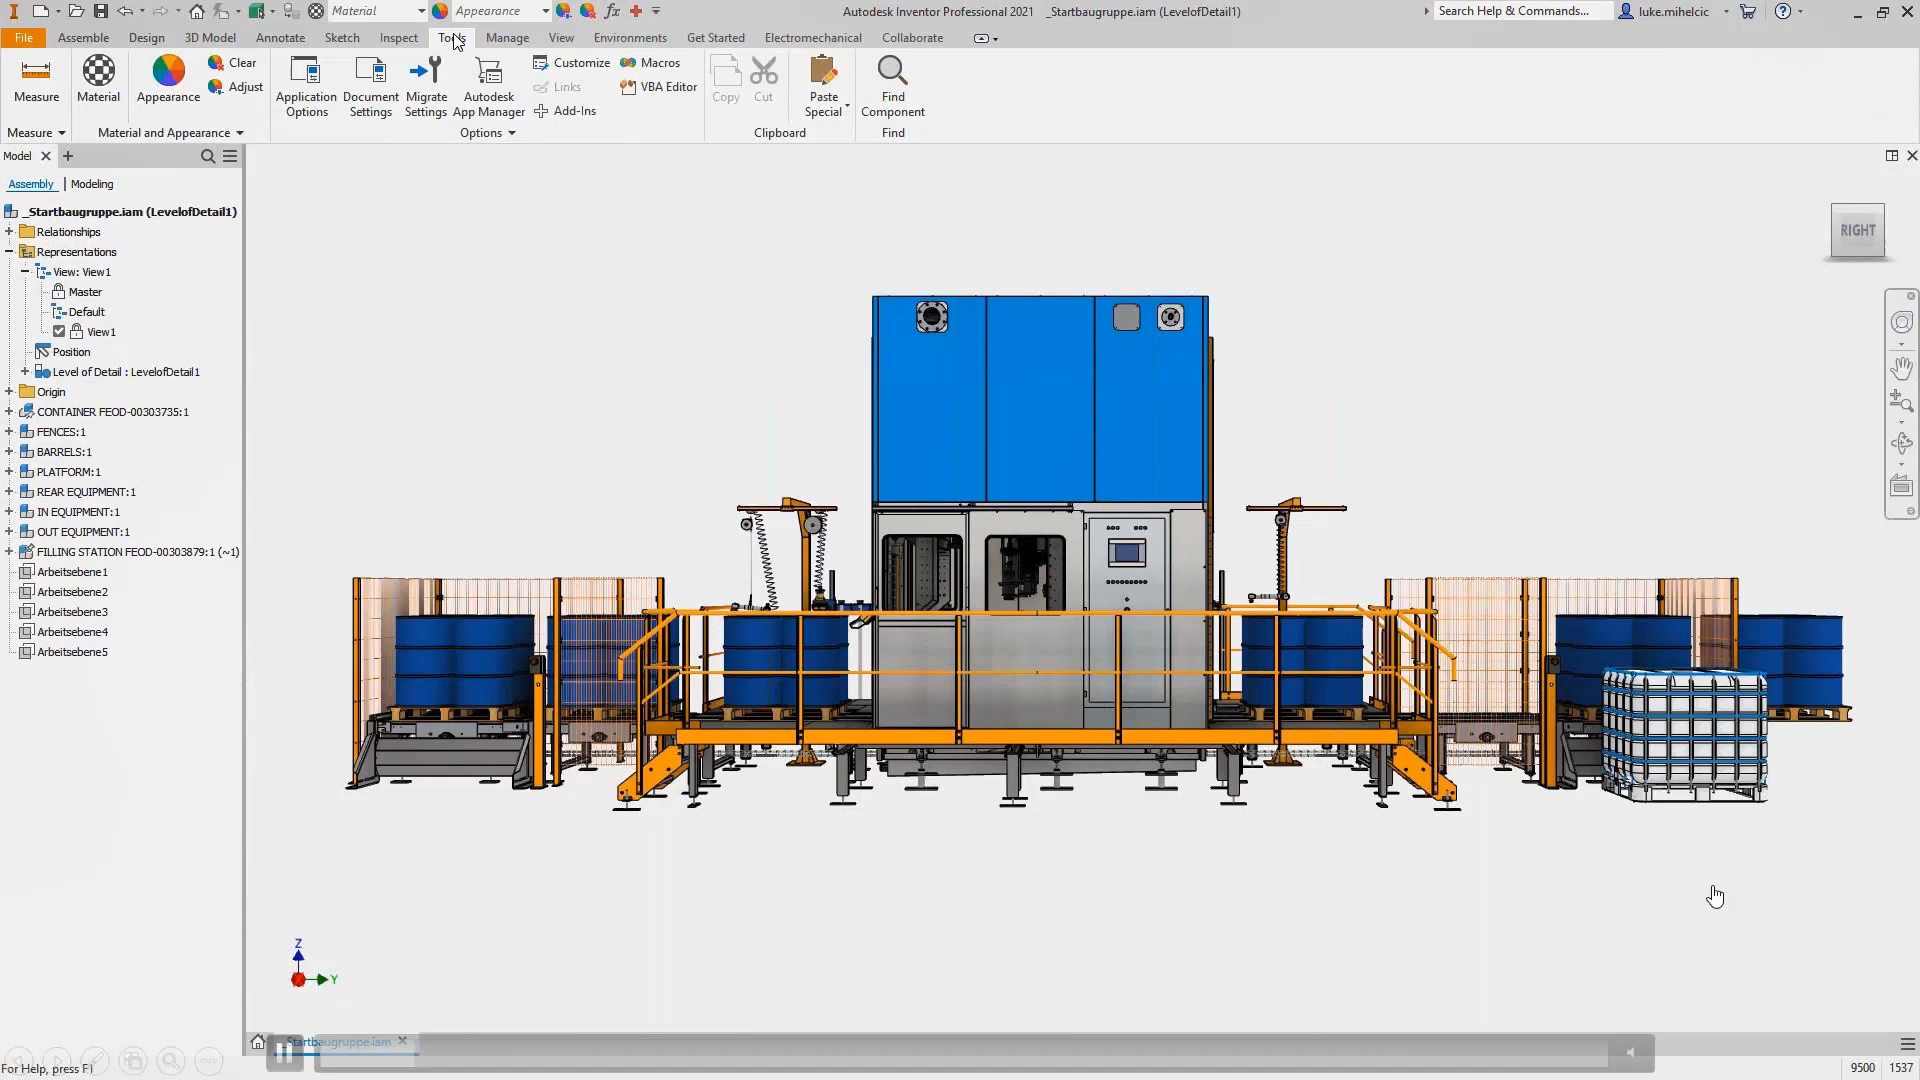 Material
Appearance
Autodesk Inventor Professional 2021   _Startbaugruppe.iam (LevelofDetail1)
Search Help & Commands...
luke.mihelcic
File
Assemble
Design
3D Model
Annotate
Sketch
Inspect
Tools
Manage
View
Environments
Get Started
Electromechanical
Collaborate
Measure
Material
Appearance
Clear
Adjust
Application Options
Document Settings
Migrate Settings
Autodesk App Manager
Customize
Links
Add-Ins
Macros
VBA Editor
Copy
Cut
Paste Special
Find Component
Measure
Material and Appearance
Options
Clipboard
Find
Model
Assembly | Modeling
_Startbaugruppe.iam (LevelofDetail1)
Relationships
Representations
View: View1
Master
Default
View1
Position
Level of Detail : LevelofDetail1
Origin
CONTAINER FEOD-00303735:1
FENCES:1
BARRELS:1
PLATFORM:1
REAR EQUIPMENT:1
IN EQUIPMENT:1
OUT EQUIPMENT:1
FILLING STATION FEOD-00303879:1 (~1)
Arbeitsebene1
Arbeitsebene2
Arbeitsebene3
Arbeitsebene4
Arbeitsebene5
RIGHT
Z
Y
_Startbaugruppe.iam
For Help, press F1
9500
1537